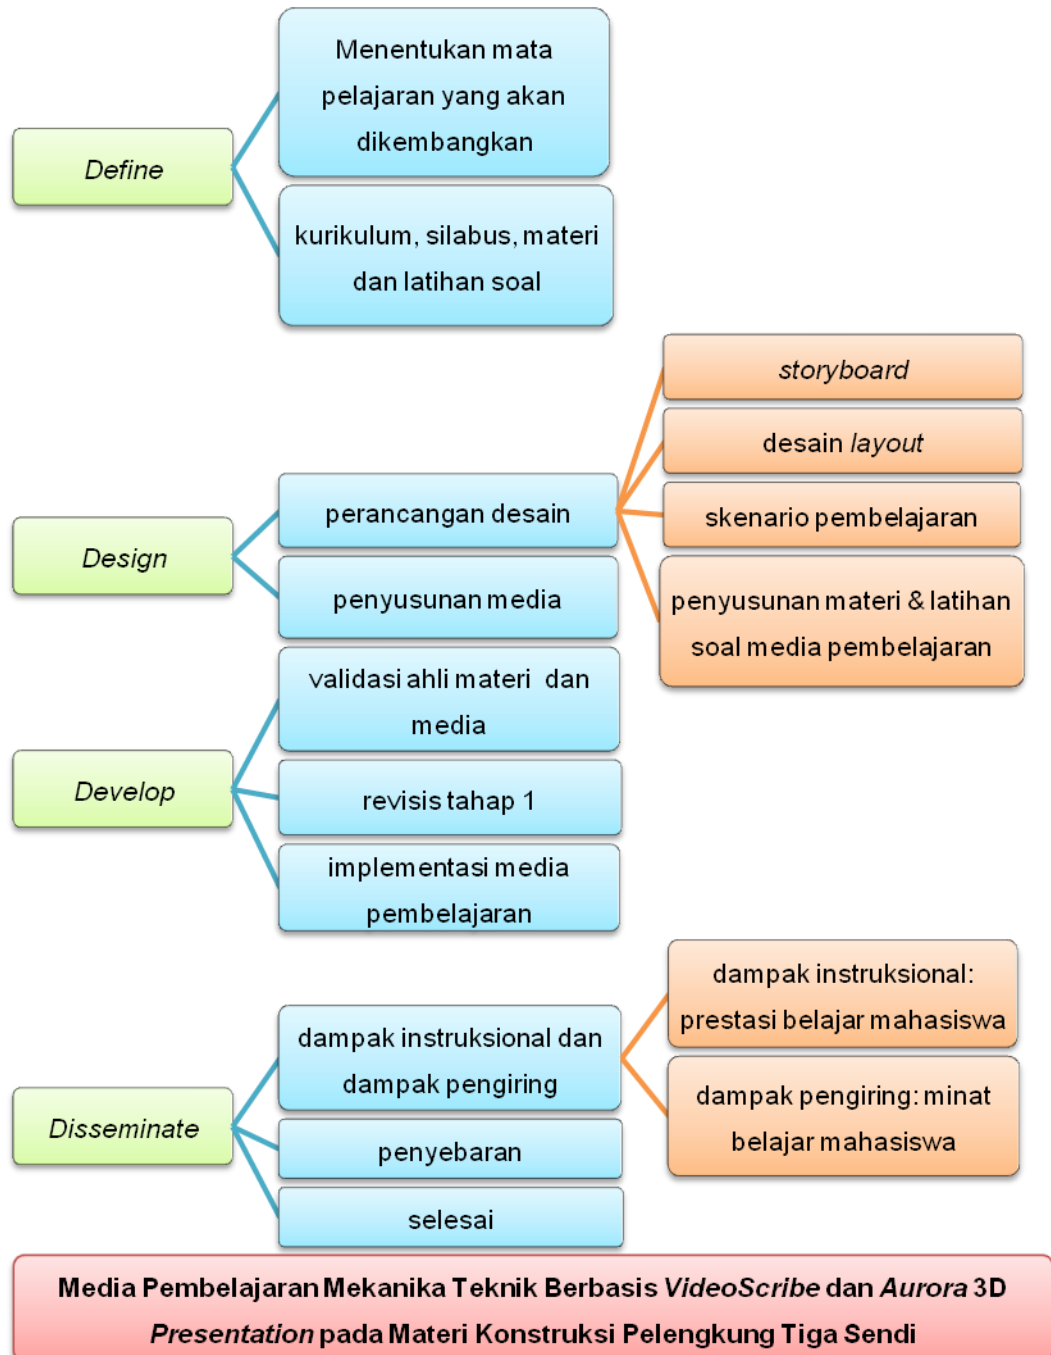 Define
Menentukan mata
pelajaran yang akan
dikembangkan
kurikulum, silabus, materi
dan latihan soal
Design
perancangan desain
storyboard
desain layout
skenario pembelajaran
penyusunan materi & latihan
soal media pembelajaran
penyusunan media
Develop
validasi ahli materi dan
media
revisis tahap 1
implementasi media
pembelajaran
Disseminate
dampak instruksional dan
dampak pengiring
dampak instruksional:
prestasi belajar mahasiswa
dampak pengiring: minat
belajar mahasiswa
penyebaran
selesai
Media Pembelajaran Mekanika Teknik Berbasis VideoScribe dan Aurora 3D
Presentation pada Materi Konstruksi Pelengkung Tiga Sendi